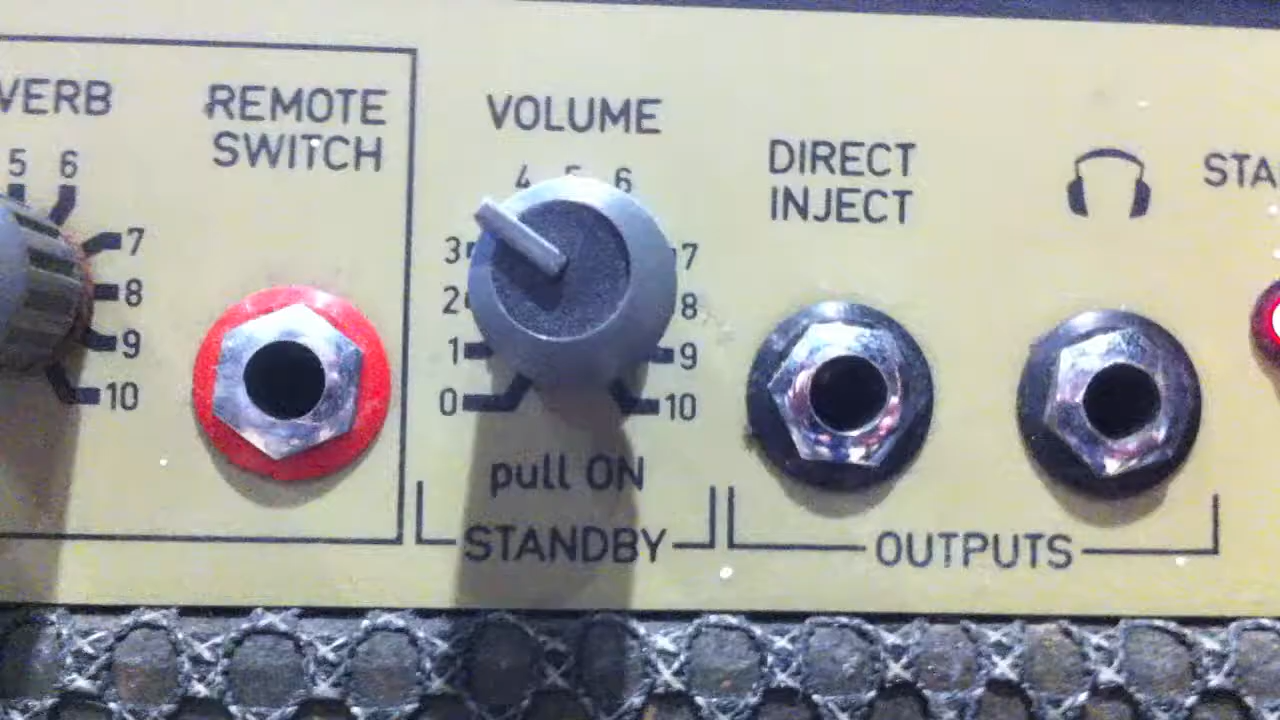 VERB
5 6
7
8
9
10
REMOTE
SWITCH
VOLUME
4 5 6
3 7
2 8
1 9
0 10
pull ON
STANDBY
DIRECT
INJECT
OUTPUTS
STA